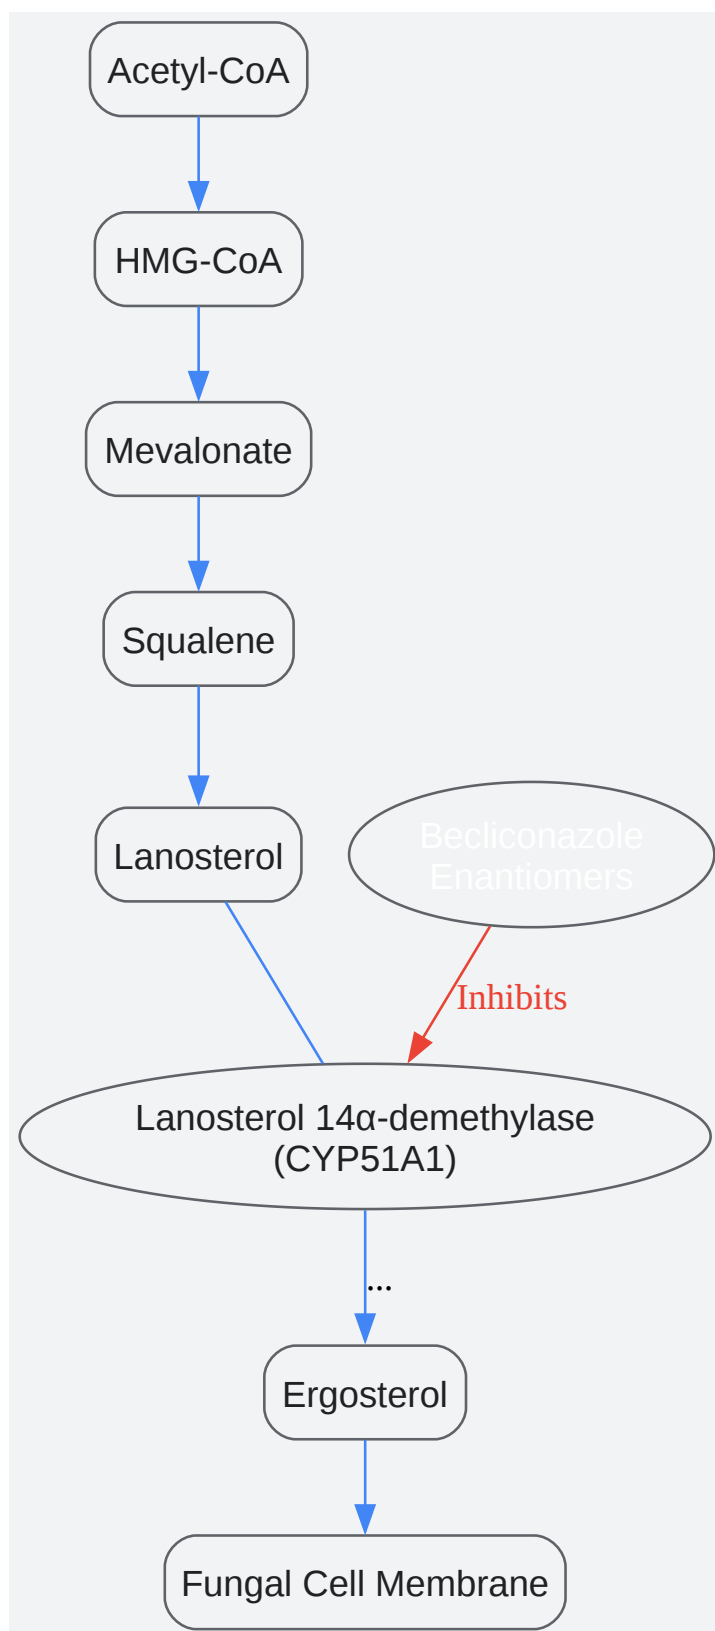 Acetyl-CoA
HMG-CoA
Mevalonate
Squalene
Lanosterol
Becliconazole
Enantiomers
Inhibits
Lanosterol 14α-demethylase
(CYP51A1)
...
Ergosterol
Fungal Cell Membrane